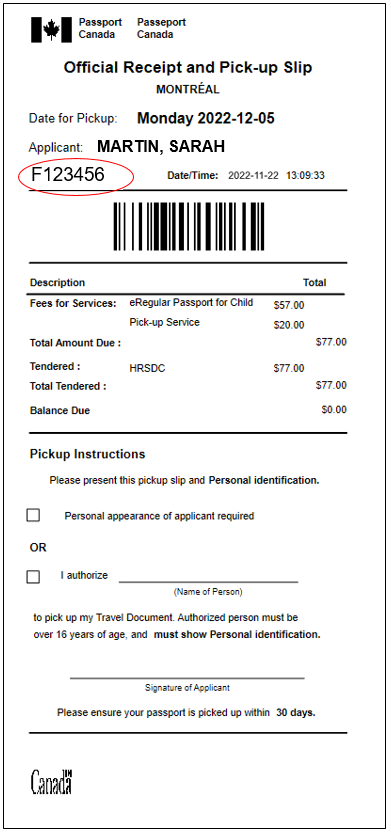 Passport Passeport
Canada Canada
Official Receipt and Pick-up Slip
MONTRÉAL
Date for Pickup: Monday 2022-12-05
Applicant: MARTIN, SARAH
F123456 Date/Time: 2022-11-22 13:09:33
Description Total
Fees for Services: eRegular Passport for Child $57.00
Pick-up Service $20.00
Total Amount Due : $77.00
Tendered : HRSDC $77.00
Total Tendered : $77.00
Balance Due $0.00
Pickup Instructions
Please present this pickup slip and Personal identification.
Personal appearance of applicant required
OR
I authorize
(Name of Person)
to pick up my Travel Document. Authorized person must be
over 16 years of age, and must show Personal identification.
Signature of Applicant
Please ensure your passport is picked up within 30 days.
Canada